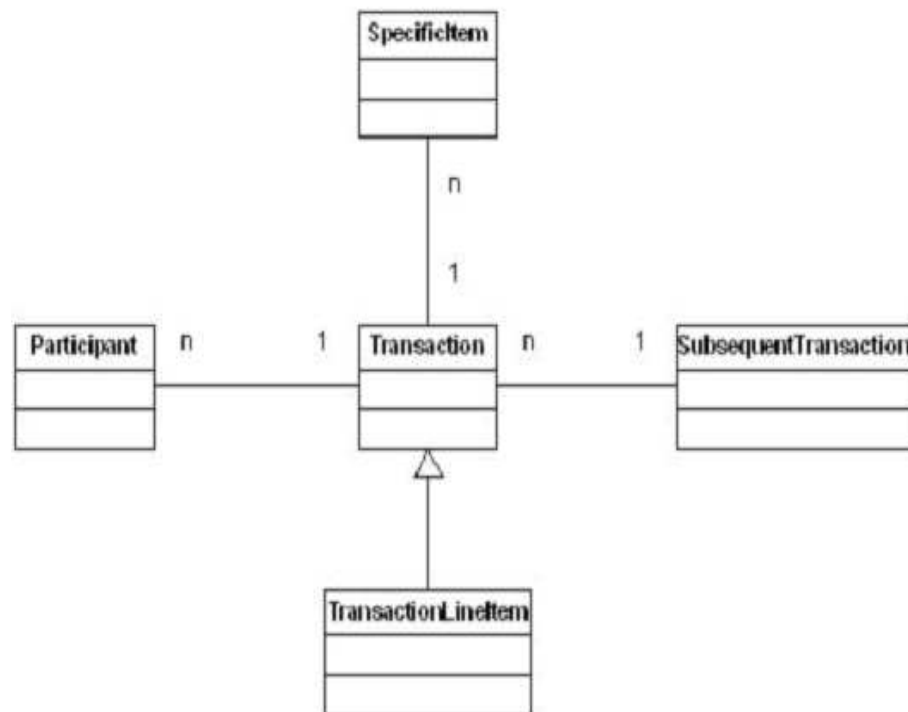 SpecificItem
n
1
Participant n 1 Transaction n 1 SubsequentTransaction
TransactionLineItem